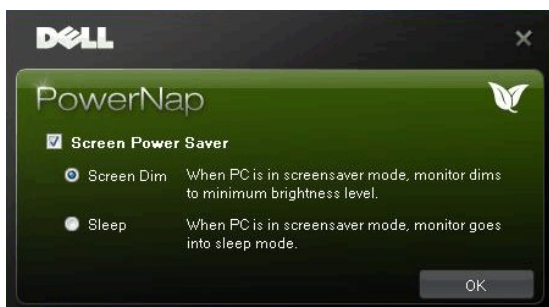 DELL
PowerNap
Screen Power Saver
Screen Dim When PC is in screensaver mode, monitor dims
to minimum brightness level.
Sleep When PC is in screensaver mode, monitor goes
into sleep mode.
OK